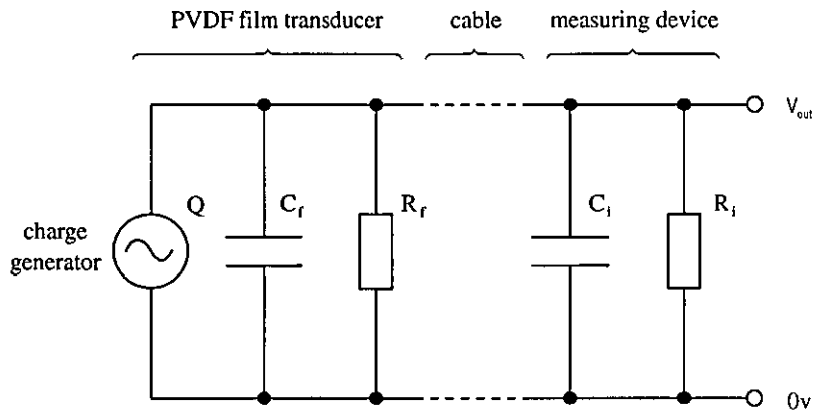 PVDF film transducer
cable
measuring device
V_out
Q
C_f
R_f
C_i
R_i
charge
generator
0v